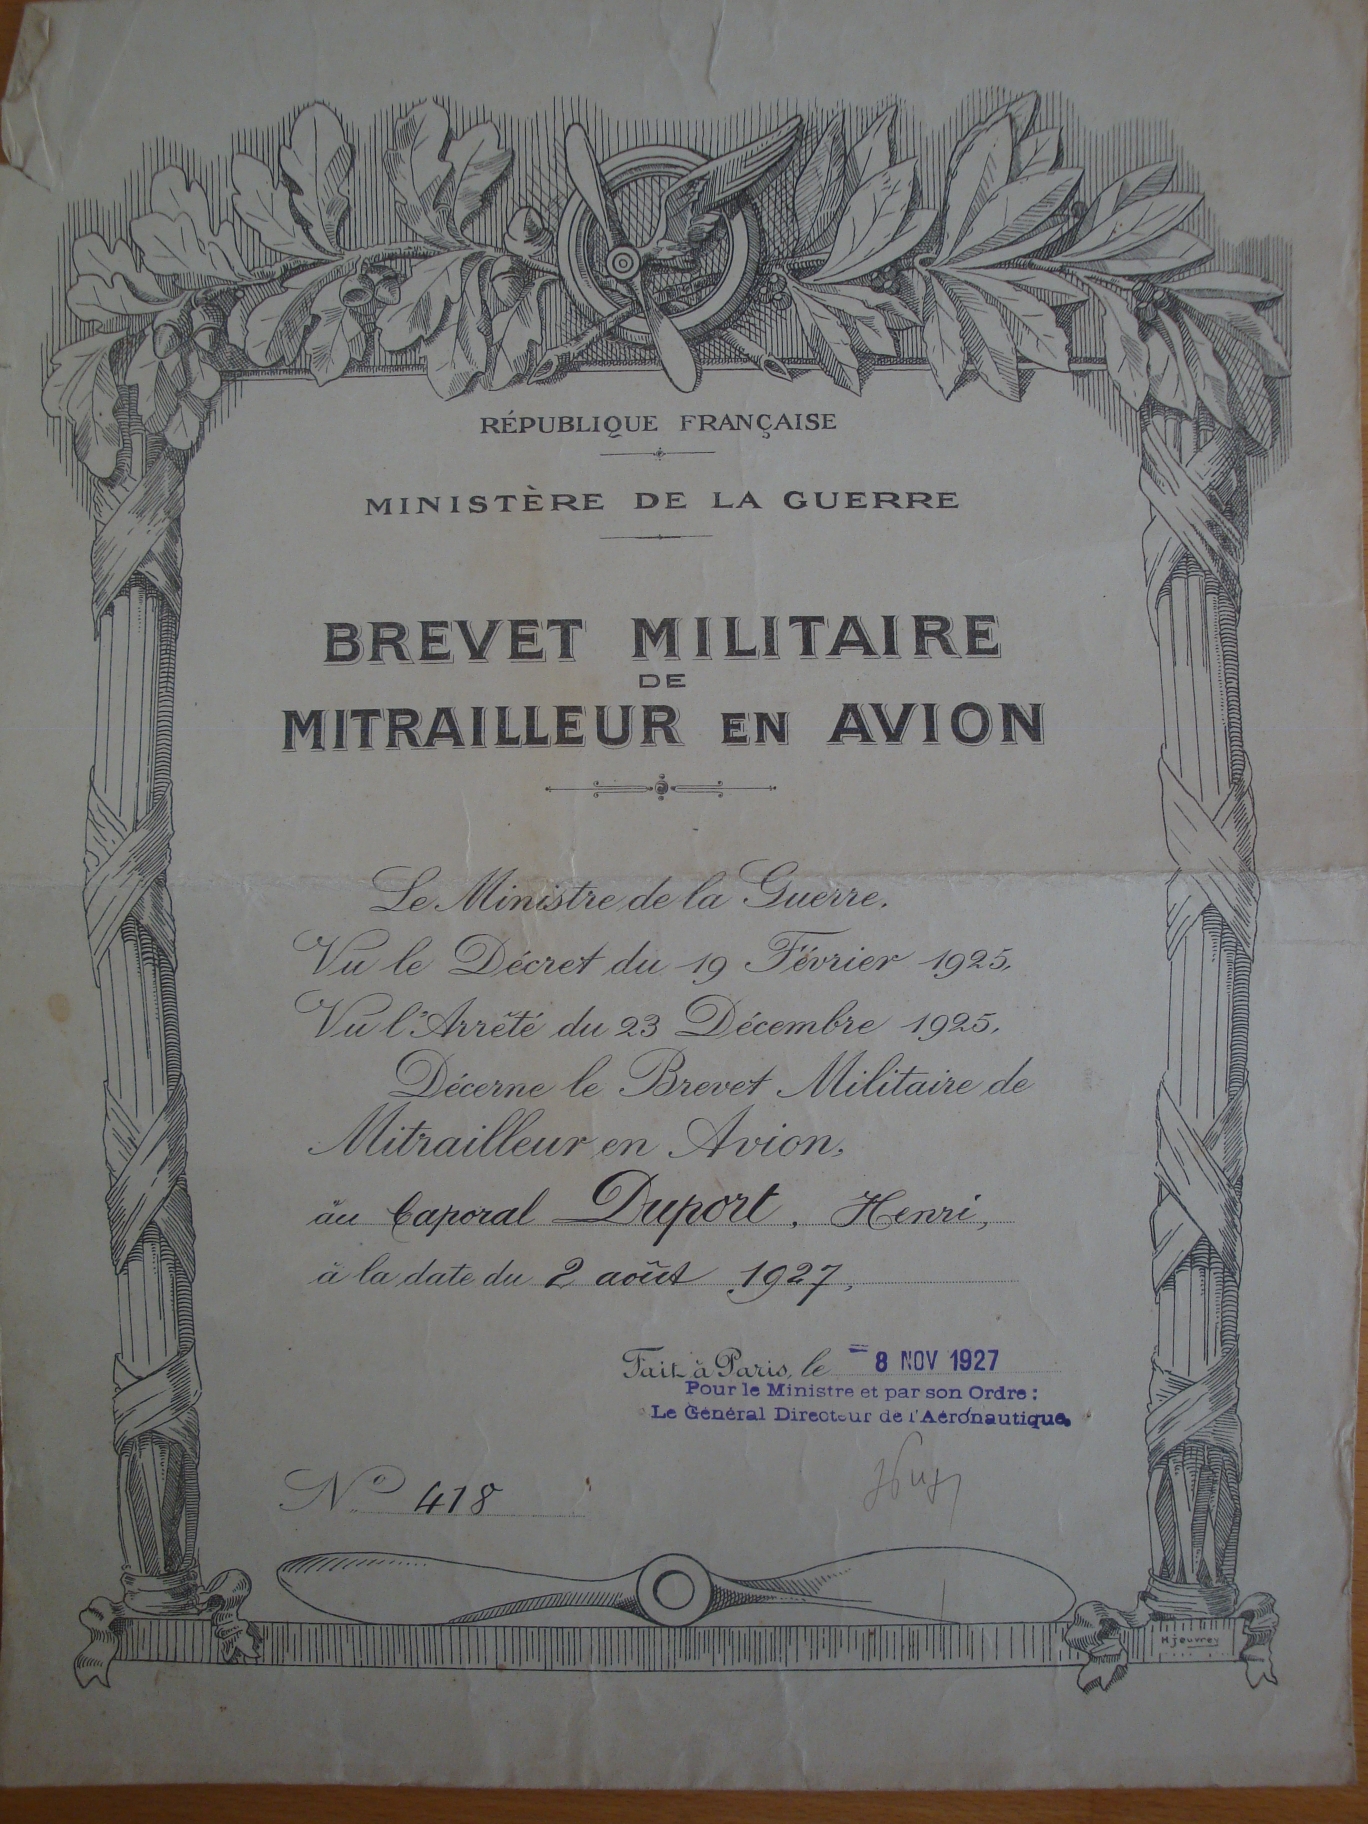 RÉPUBLIQUE FRANÇAISE
MINISTÈRE DE LA GUERRE
BREVET MILITAIRE
DE
MITRAILLEUR EN AVION
Le Ministre de la Guerre,
Vu le Décret du 19 Février 1925,
Vu l'Arrêté du 23 Décembre 1925,
Décerne le Brevet Militaire de
Mitrailleur en Avion,
au Caporal Duport, Henri,
à la date du 2 août 1927,
Fait à Paris, le - 8 NOV 1927
Pour le Ministre et par son Ordre :
Le Général Directeur de l'Aéronautique,
No 418
H Jouvrey